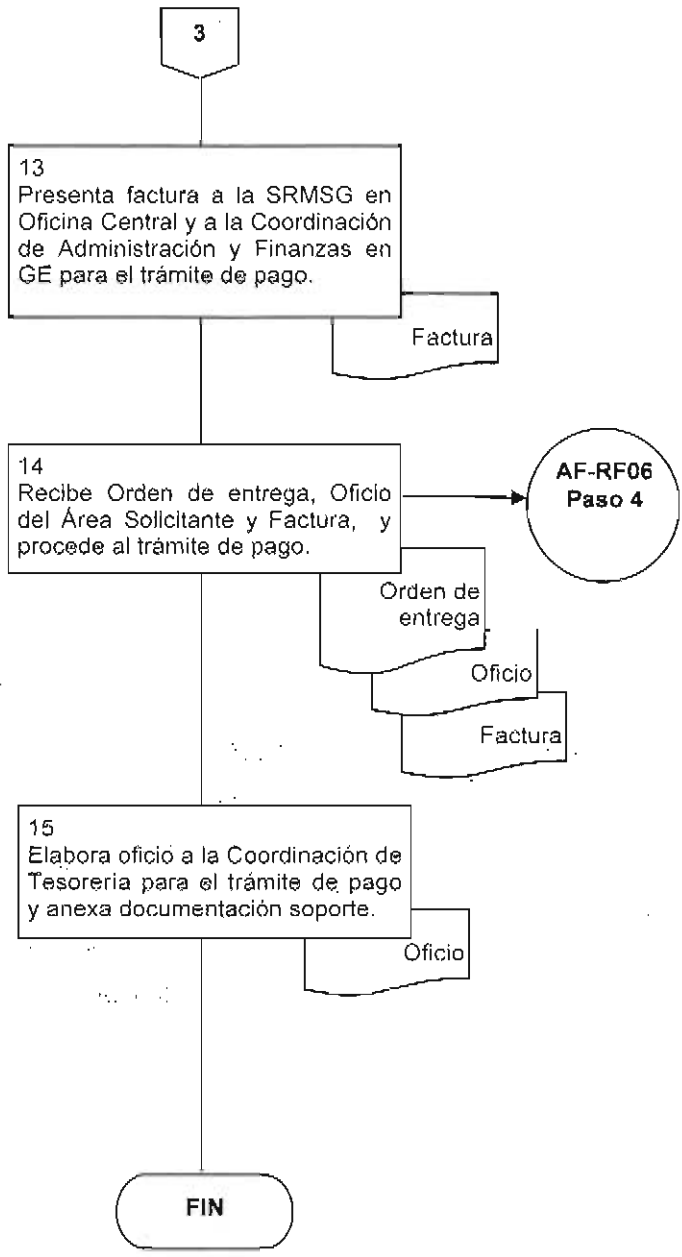 3
13
Presenta factura a la SRMSG en
Oficina Central y a la Coordinación
de Administración y Finanzas en
GE para el trámite de pago.
Factura
14
Recibe Orden de entrega, Oficio
del Área Solicitante y Factura, y
procede al trámite de pago.
AF-RF06
Paso 4
Orden de
entrega
Oficio
Factura
15
Elabora oficio a la Coordinación de
Tesorería para el trámite de pago
y anexa documentación soporte.
Oficio
FIN